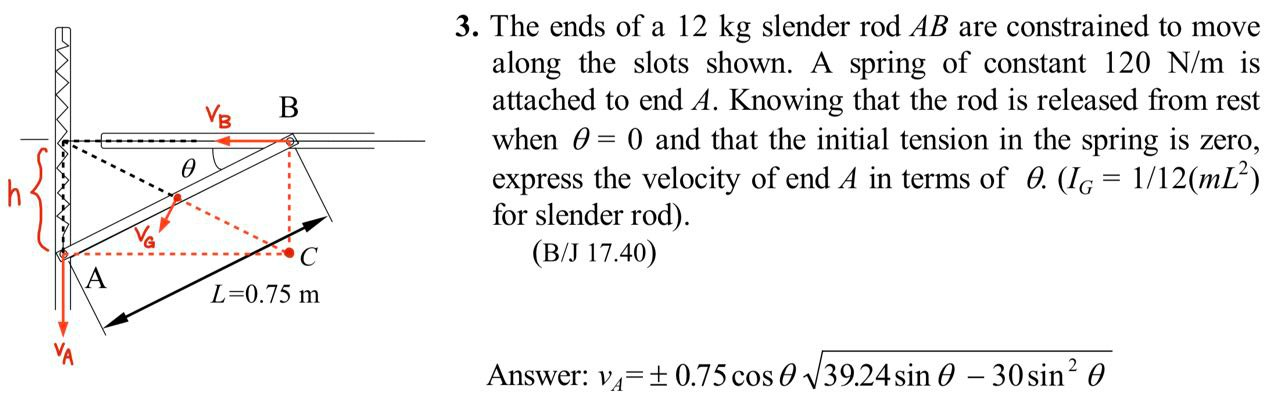 3. The ends of a 12 kg slender rod AB are constrained to move
along the slots shown. A spring of constant 120 N/m is
attached to end A. Knowing that the rod is released from rest
when θ = 0 and that the initial tension in the spring is zero,
express the velocity of end A in terms of θ. (I_G = 1/12(mL²)
for slender rod).
(B/J 17.40)
Answer: v_A = ± 0.75 cos θ √(39.24 sin θ − 30 sin² θ)
V_B
B
θ
h
V_G
A
C
L=0.75 m
V_A